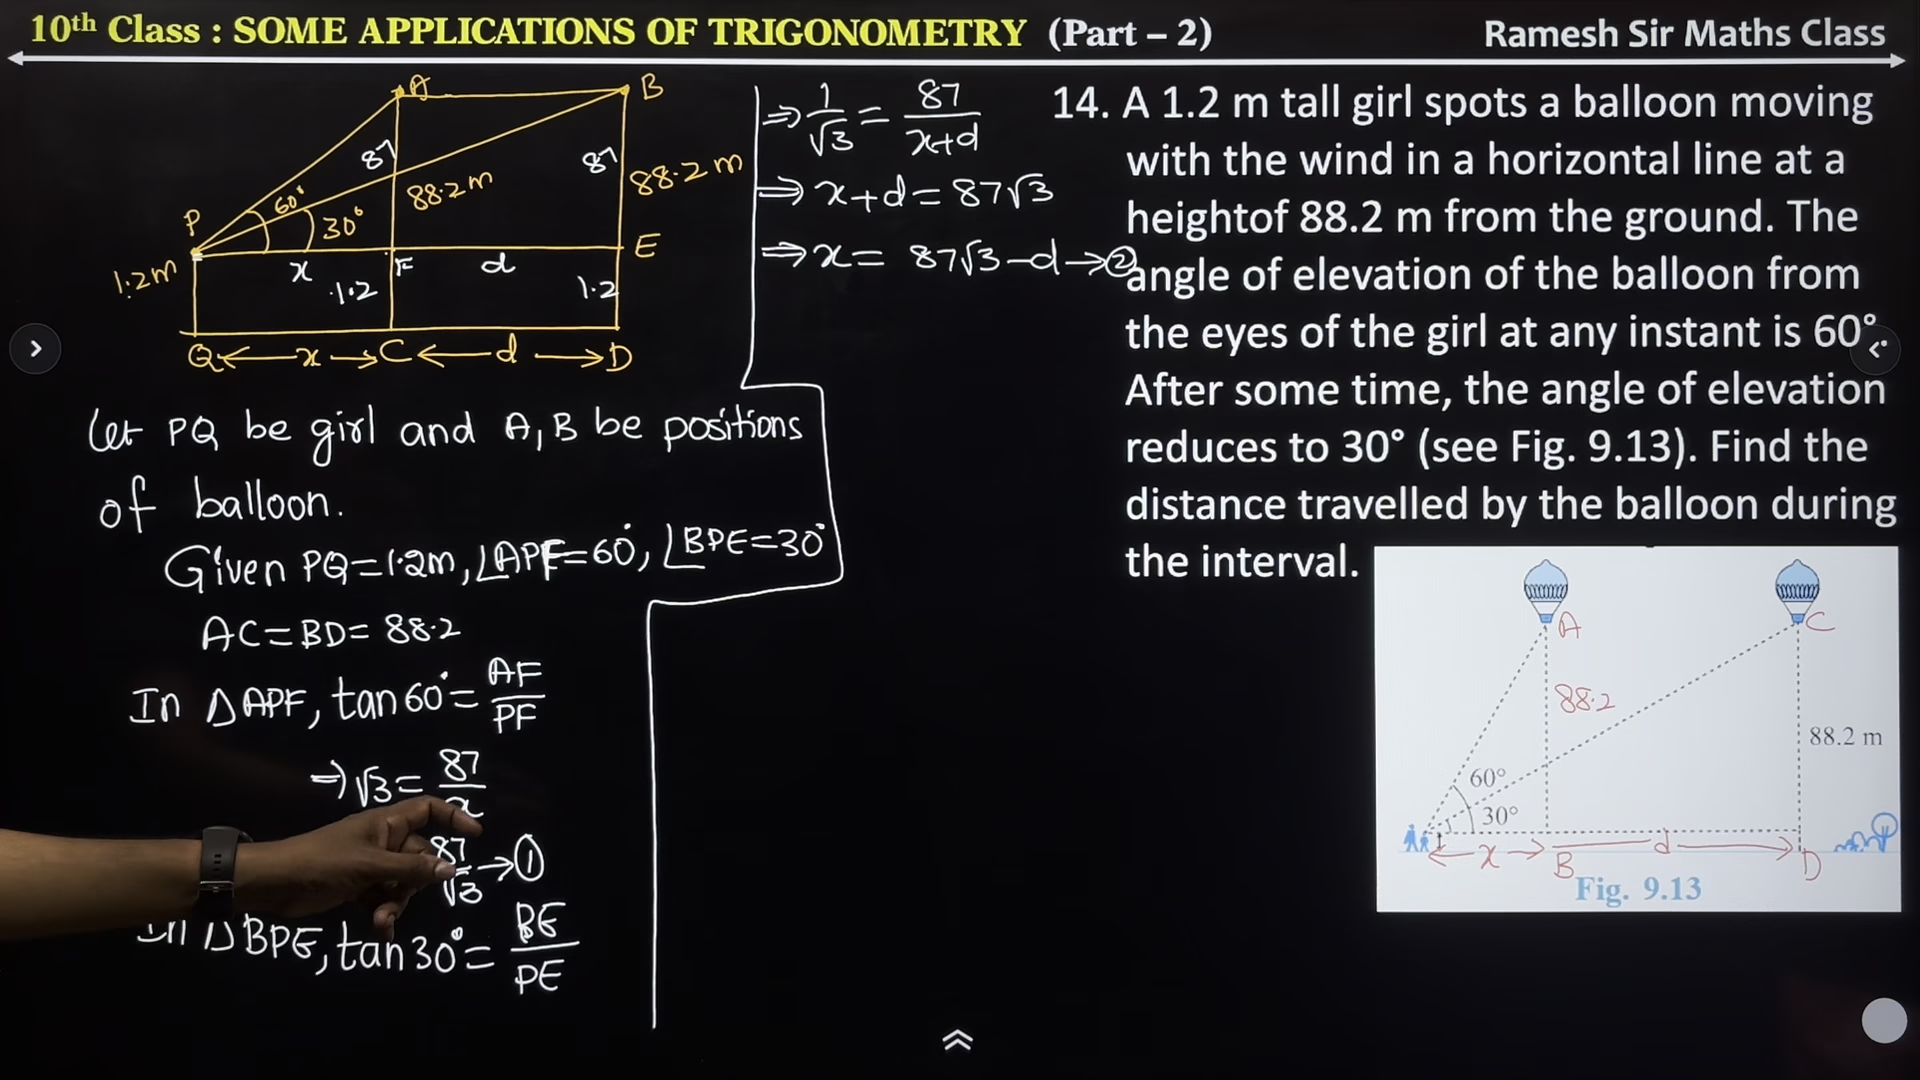 10th Class : SOME APPLICATIONS OF TRIGONOMETRY (Part – 2)
Ramesh Sir Maths Class
A
B
87
87
88.2 m
88.2 m
60°
30°
P
1.2m
x
F
d
E
1.2
1.2
Q ← x → C ← d → D
Let PQ be girl and A, B be positions
of balloon.
Given PQ=1.2m, ∠APF=60°, ∠BPE=30°
AC=BD= 88.2
In △APF, tan60°= AF/PF
⇒ √3 = 87/x
87/√3 → ①
△BPE, tan30°= BE/PE
⇒ 1/√3 = 87/x+d
⇒ x+d = 87√3
⇒ x = 87√3 - d → ②
14. A 1.2 m tall girl spots a balloon moving
with the wind in a horizontal line at a
heightof 88.2 m from the ground. The
angle of elevation of the balloon from
the eyes of the girl at any instant is 60°.
After some time, the angle of elevation
reduces to 30° (see Fig. 9.13). Find the
distance travelled by the balloon during
the interval.
A
C
88.2
88.2 m
60°
30°
x
B
d
D
Fig. 9.13